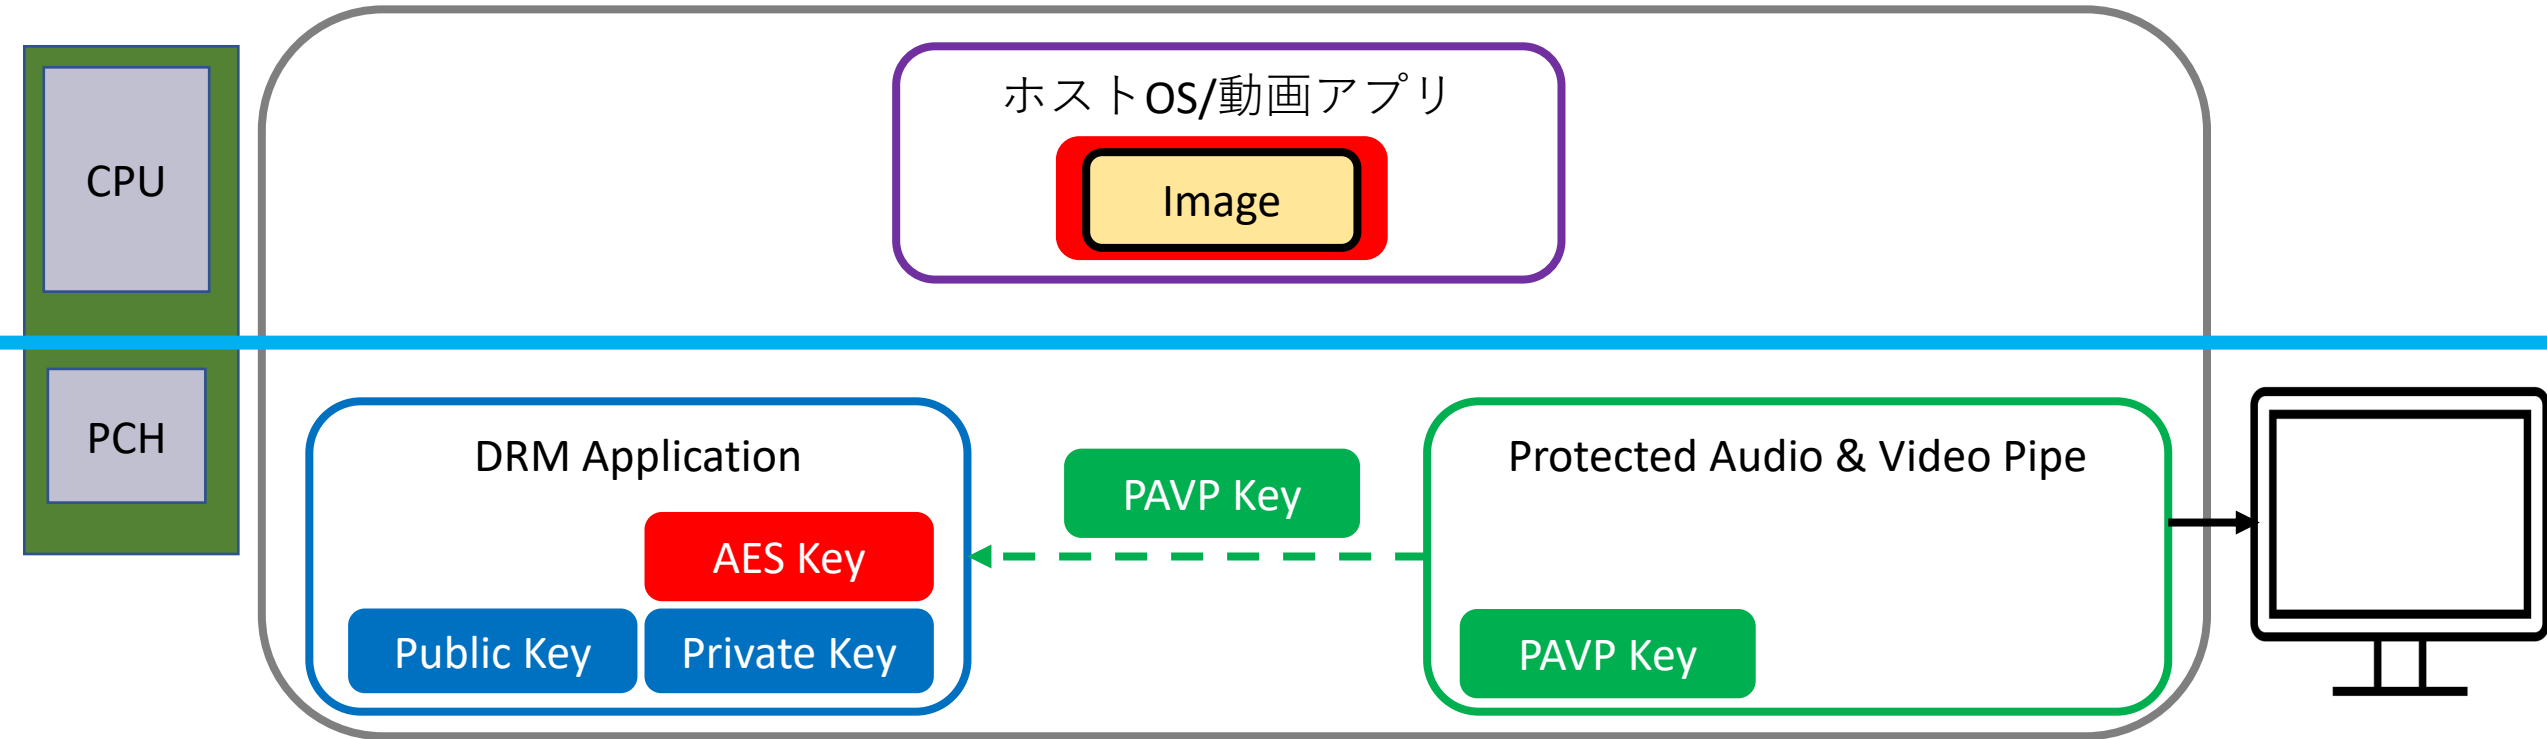 ホストOS/動画アプリ
Image
CPU
PCH
DRM Application
AES Key
Public Key
Private Key
PAVP Key
Protected Audio & Video Pipe
PAVP Key